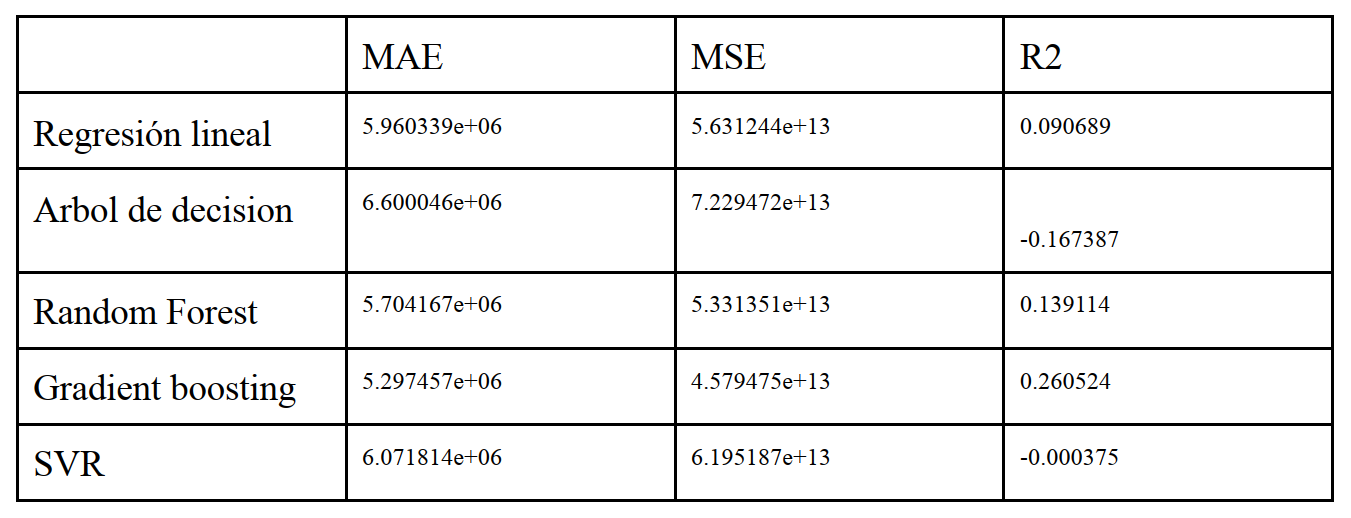 MAE MSE R2
Regresión lineal 5.960339e+06 5.631244e+13 0.090689
Arbol de decision 6.600046e+06 7.229472e+13 -0.167387
Random Forest 5.704167e+06 5.331351e+13 0.139114
Gradient boosting 5.297457e+06 4.579475e+13 0.260524
SVR 6.071814e+06 6.195187e+13 -0.000375